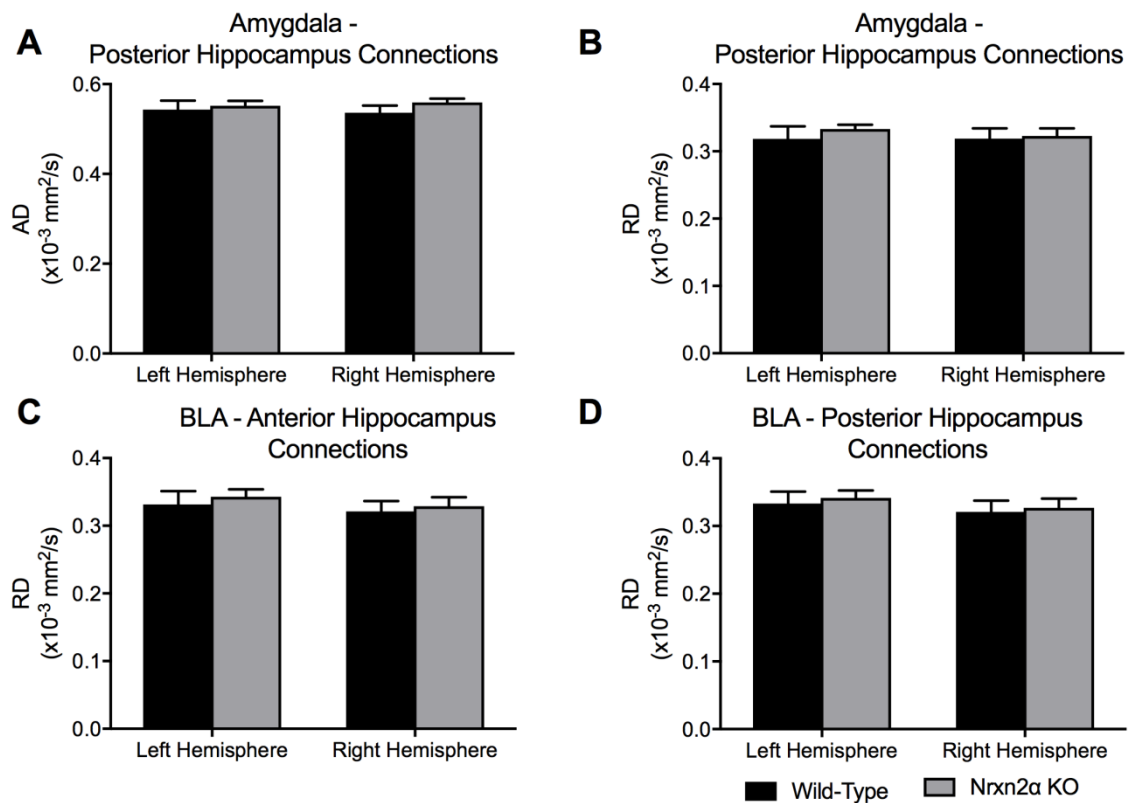 A
Amygdala -
Posterior Hippocampus Connections
AD
(x10⁻³ mm²/s)
0.6
0.4
0.2
0.0
Left Hemisphere
Right Hemisphere
B
Amygdala -
Posterior Hippocampus Connections
RD
(x10⁻³ mm²/s)
0.4
0.3
0.2
0.1
0.0
Left Hemisphere
Right Hemisphere
C
BLA - Anterior Hippocampus
Connections
RD
(x10⁻³ mm²/s)
0.4
0.3
0.2
0.1
0.0
Left Hemisphere
Right Hemisphere
D
BLA - Posterior Hippocampus
Connections
RD
(x10⁻³ mm²/s)
0.4
0.3
0.2
0.1
0.0
Left Hemisphere
Right Hemisphere
Wild-Type
Nrxn2α KO